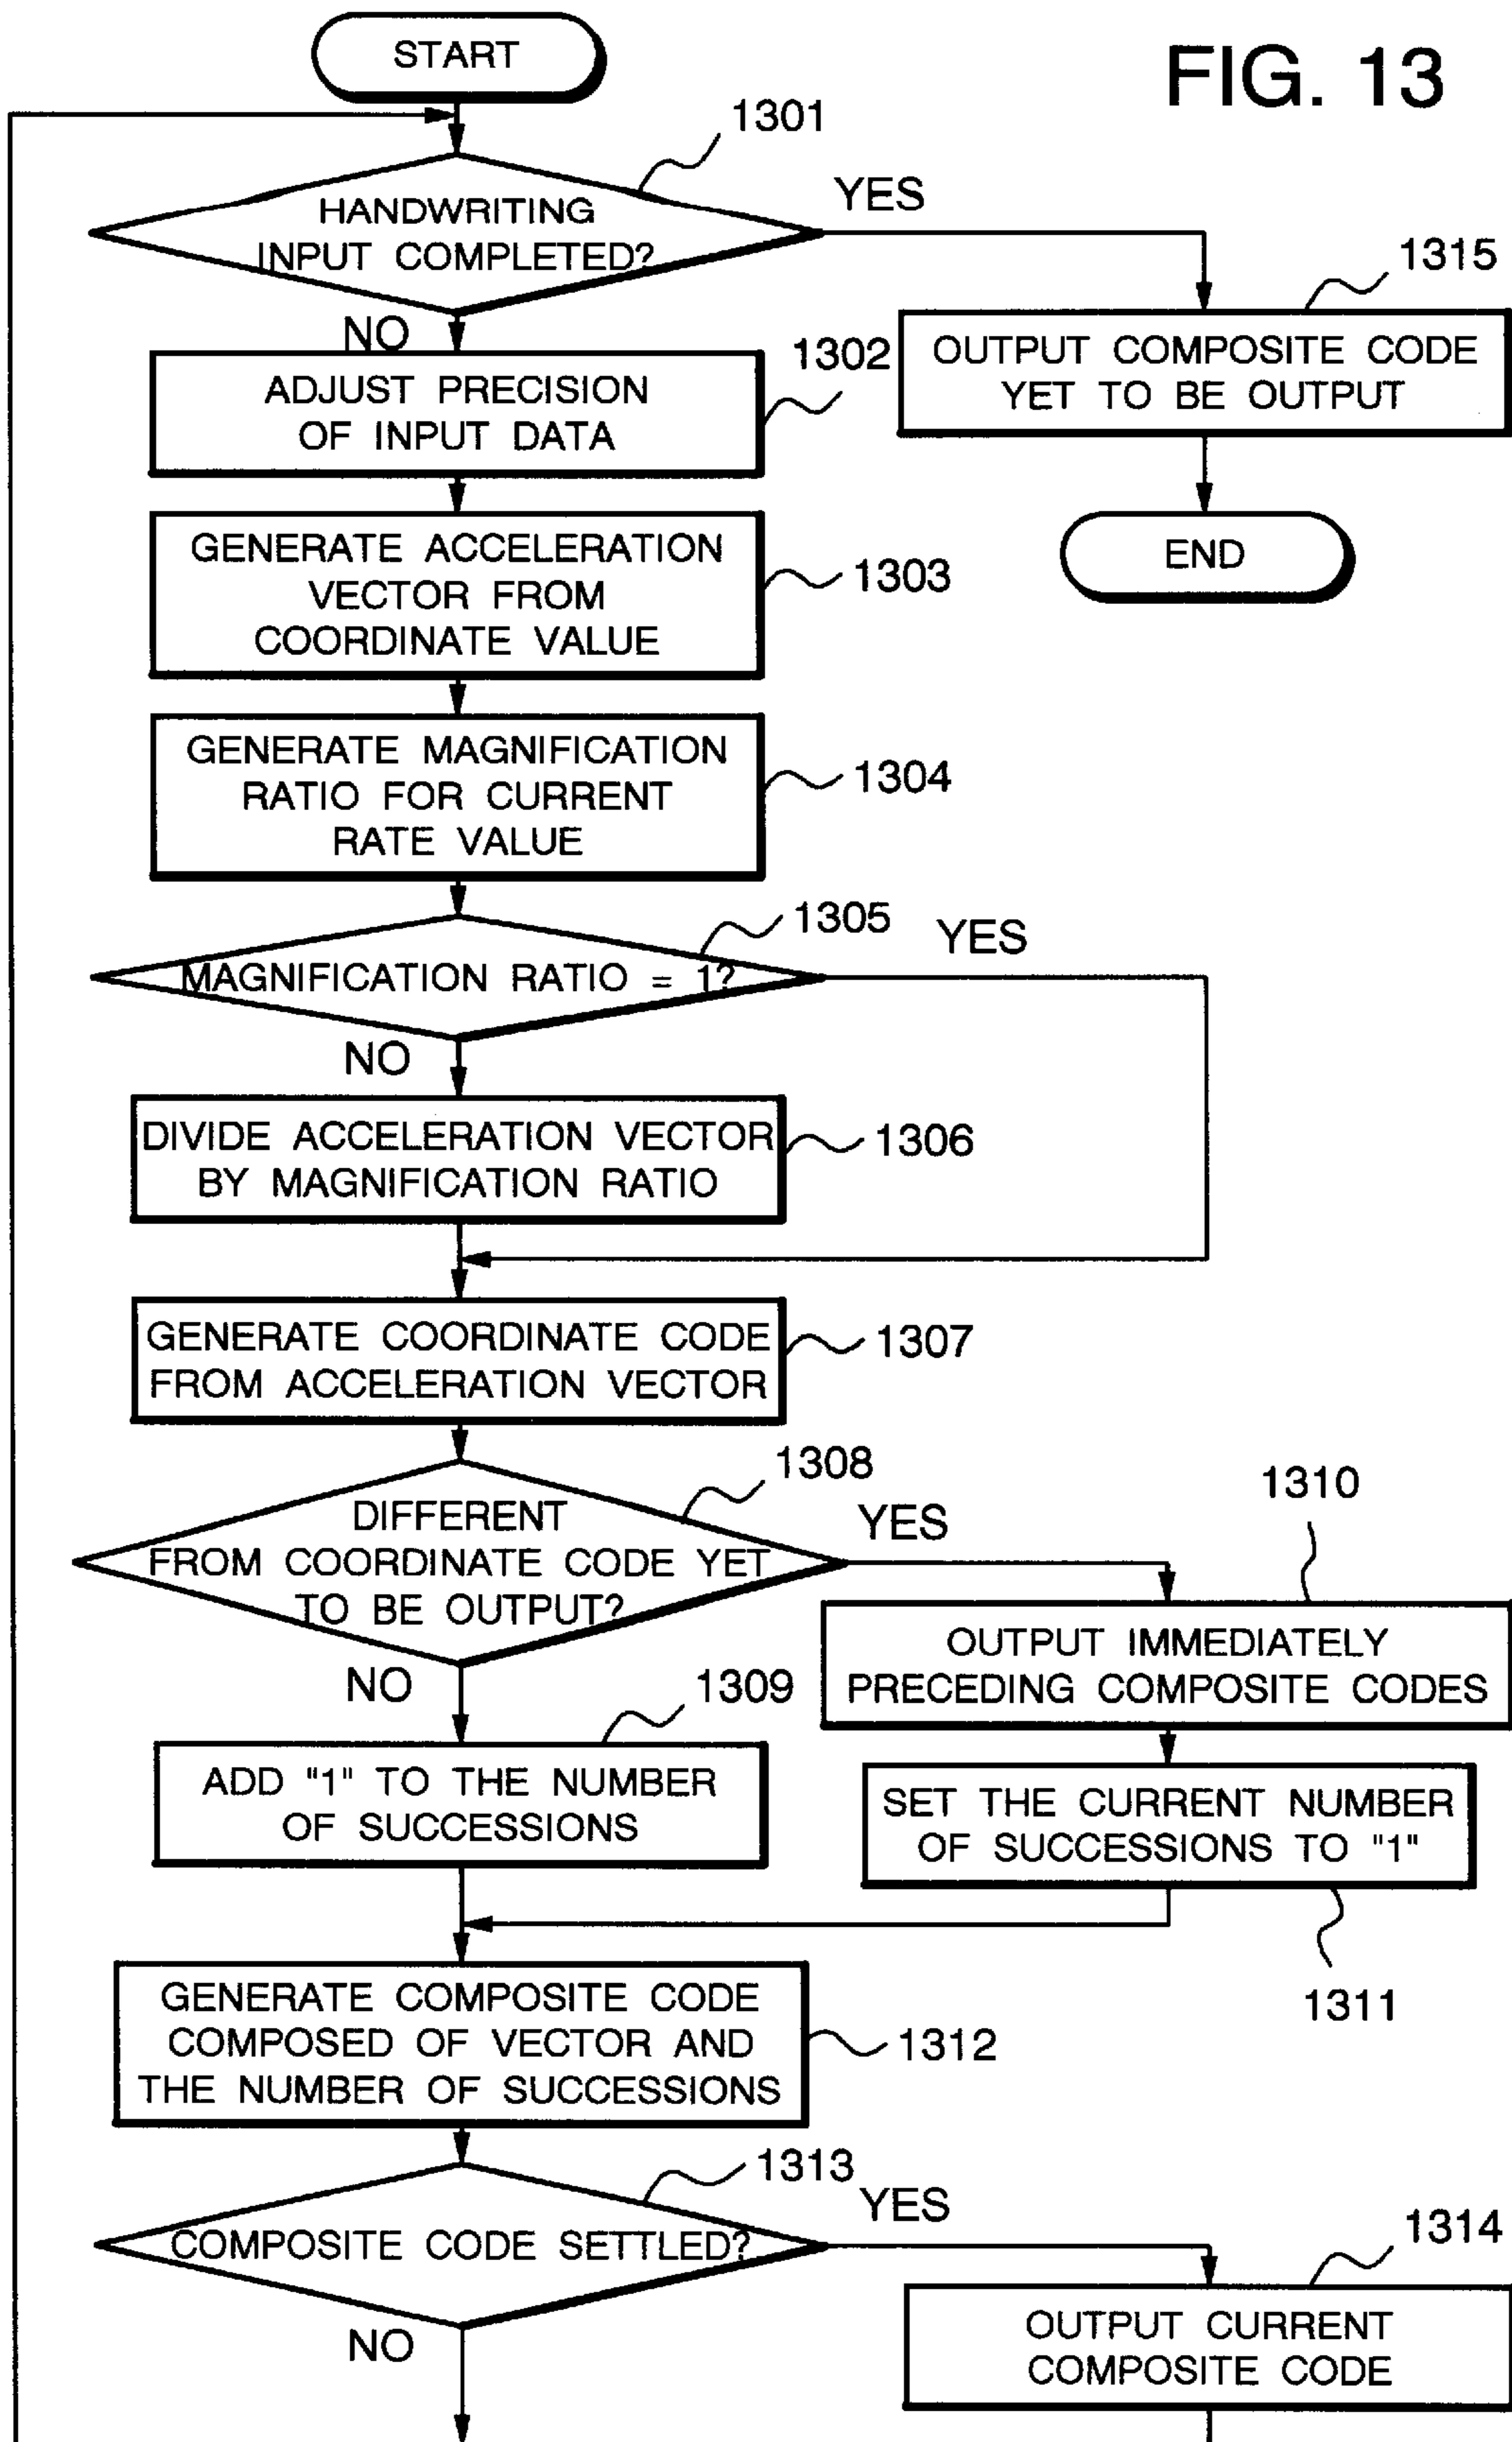 FIG. 13
START
1301
HANDWRITING
INPUT COMPLETED?
YES
NO
1315
OUTPUT COMPOSITE CODE
YET TO BE OUTPUT
END
1302
ADJUST PRECISION
OF INPUT DATA
GENERATE ACCELERATION
VECTOR FROM
COORDINATE VALUE
1303
GENERATE MAGNIFICATION
RATIO FOR CURRENT
RATE VALUE
1304
1305
MAGNIFICATION RATIO = 1?
YES
NO
DIVIDE ACCELERATION VECTOR
BY MAGNIFICATION RATIO
1306
GENERATE COORDINATE CODE
FROM ACCELERATION VECTOR
1307
1308
DIFFERENT
FROM COORDINATE CODE YET
TO BE OUTPUT?
YES
NO
1310
OUTPUT IMMEDIATELY
PRECEDING COMPOSITE CODES
1309
ADD "1" TO THE NUMBER
OF SUCCESSIONS
SET THE CURRENT NUMBER
OF SUCCESSIONS TO "1"
1311
GENERATE COMPOSITE CODE
COMPOSED OF VECTOR AND
THE NUMBER OF SUCCESSIONS
1312
1313
COMPOSITE CODE SETTLED?
YES
NO
1314
OUTPUT CURRENT
COMPOSITE CODE